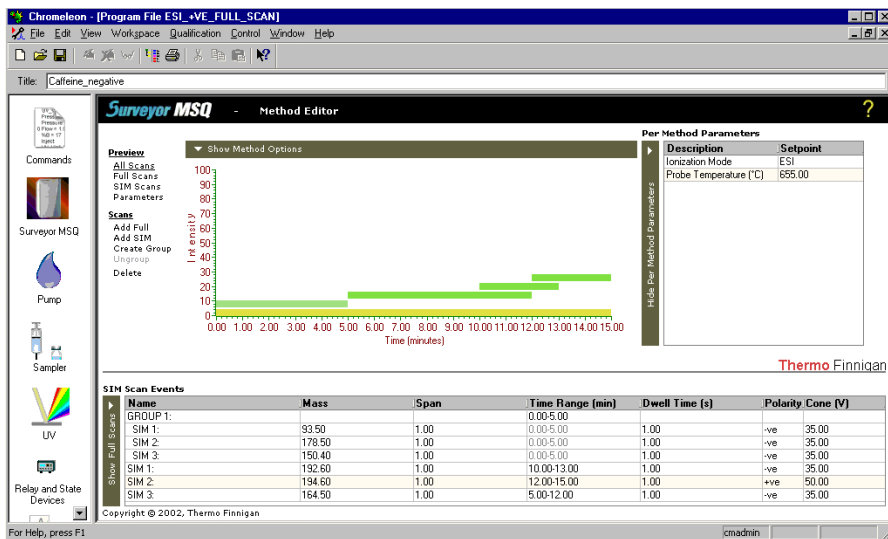 Chromeleon - [Program File ESI_+VE_FULL_SCAN]
File Edit View Workspace Qualification Control Window Help
Title: Caffeine_negative
Commands
Surveyor MSQ
Pump
Sampler
UV
Relay and State
Devices
Surveyor MSQ - Method Editor ?
Preview
All Scans
Full Scans
SIM Scans
Parameters
Scans
Add Full
Add SIM
Create Group
Ungroup
Delete
Show Method Options
Intensity
100
90
80
70
60
50
40
30
20
10
0
0.00 1.00 2.00 3.00 4.00 5.00 6.00 7.00 8.00 9.00 10.00 11.00 12.00 13.00 14.00 15.00
Time (minutes)
Per Method Parameters
Hide Per Method Parameters
Description Setpoint
Ionization Mode ESI
Probe Temperature (°C) 655.00
Thermo Finnigan
SIM Scan Events
Show Full Scans
Name Mass Span Time Range (min) Dwell Time (s) Polarity Cone (V)
GROUP 1: 0.00-5.00
SIM 1: 93.50 1.00 0.00-5.00 1.00 -ve 35.00
SIM 2: 178.50 1.00 0.00-5.00 1.00 -ve 35.00
SIM 3: 150.40 1.00 0.00-5.00 1.00 -ve 35.00
SIM 1: 192.60 1.00 10.00-13.00 1.00 -ve 35.00
SIM 2: 194.60 1.00 12.00-15.00 1.00 +ve 50.00
SIM 3: 164.50 1.00 5.00-12.00 1.00 -ve 35.00
Copyright © 2002, Thermo Finnigan
For Help, press F1
cmadmin